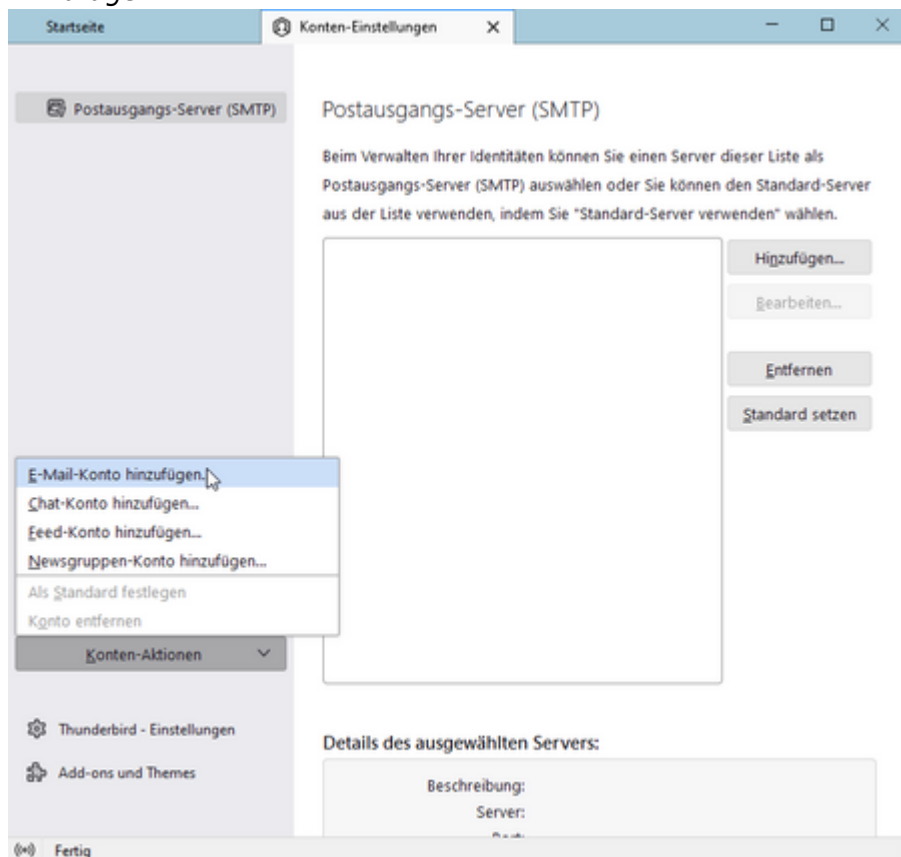 Startseite
Konten-Einstellungen
Postausgangs-Server (SMTP)
Postausgangs-Server (SMTP)
Beim Verwalten Ihrer Identitäten können Sie einen Server dieser Liste als
Postausgangs-Server (SMTP) auswählen oder Sie können den Standard-Server
aus der Liste verwenden, indem Sie "Standard-Server verwenden" wählen.
Hinzufügen...
Bearbeiten...
Entfernen
Standard setzen
E-Mail-Konto hinzufügen...
Chat-Konto hinzufügen...
Feed-Konto hinzufügen...
Newsgruppen-Konto hinzufügen...
Als Standard festlegen
Konto entfernen
Konten-Aktionen
Thunderbird - Einstellungen
Add-ons und Themes
Details des ausgewählten Servers:
Beschreibung:
Server:
Fertig